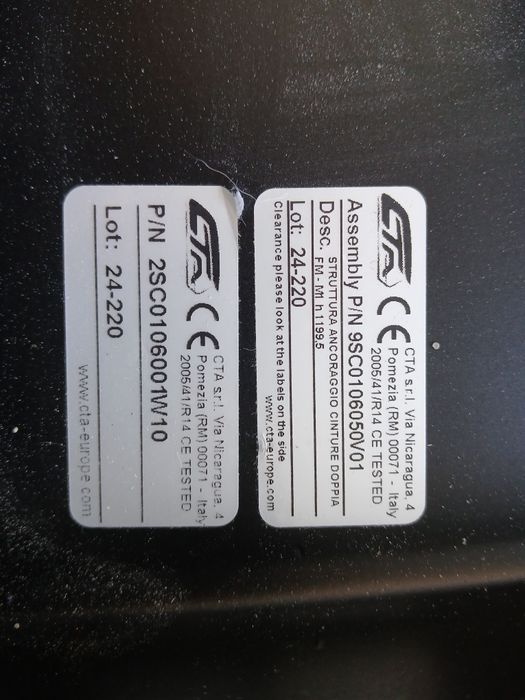 CTA
CE
CTA s.r.l. Via Nicaragua, 4
Pomezia (RM) 00071 - Italy
2005/41/R14 CE TESTED
Assembly P/N 9SC0106050V01
Desc. STRUTTURA ANCORAGGIO CINTURE DOPPIA
FM - M1 h 1199,5
Lot: 24-220
Clearance please look at the labels on the side
www.cta-europe.com
CTA
CE
CTA s.r.l. Via Nicaragua, 4
Pomezia (RM) 00071 - Italy
2005/41/R14 CE TESTED
P/N 2SC0106001W10
Lot: 24-220
www.cta-europe.com